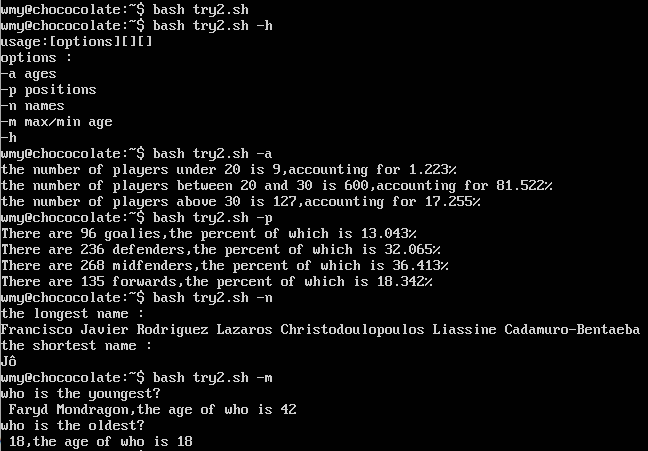 wmy@chococolate:~$ bash try2.sh
wmy@chococolate:~$ bash try2.sh -h
usage:[options][][]
options :
-a ages
-p positions
-n names
-m max/min age
-h
wmy@chococolate:~$ bash try2.sh -a
the number of players under 20 is 9,accounting for 1.223%
the number of players between 20 and 30 is 600,accounting for 81.522%
the number of players above 30 is 127,accounting for 17.255%
wmy@chococolate:~$ bash try2.sh -p
There are 96 goalies,the percent of which is 13.043%
There are 236 defenders,the percent of which is 32.065%
There are 268 midfenders,the percent of which is 36.413%
There are 135 forwards,the percent of which is 18.342%
wmy@chococolate:~$ bash try2.sh -n
the longest name :
Francisco Javier Rodriguez Lazaros Christodoulopoulos Liassine Cadamuro-Bentaeba
the shortest name :
Jô
wmy@chococolate:~$ bash try2.sh -m
who is the youngest?
 Faryd Mondragon,the age of who is 42
who is the oldest?
 18,the age of who is 18